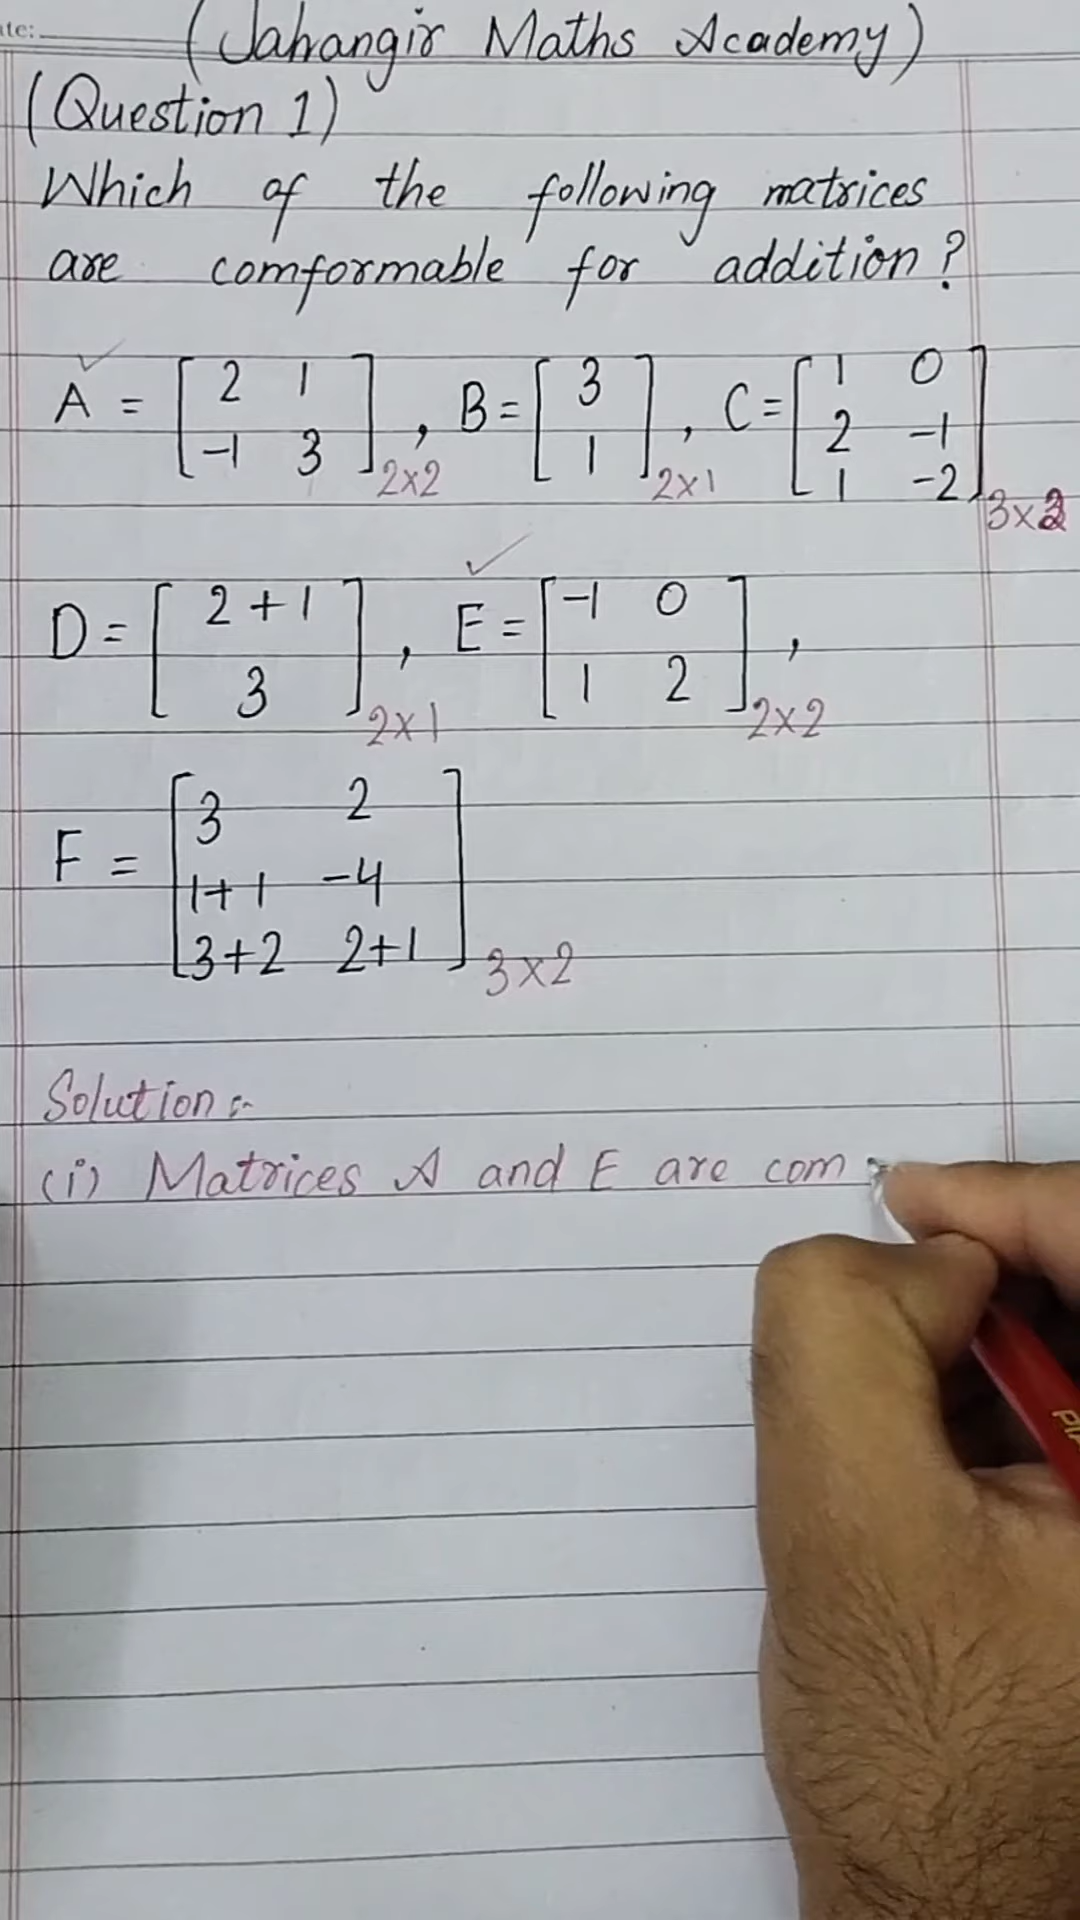 (Jahangir Maths Academy)
(Question 1)
Which of the following matrices
are comformable for addition?
A = [2 1
-1 3]2×2, B = [3
1]2×1, C = [1 0
2 -1
1 -2]3×2
D = [2+1
3]2×1, E = [-1 0
1 2]2×2,
F = [3 2
1+1 -4
3+2 2+1]3×2
Solution:-
(i) Matrices A and E are com